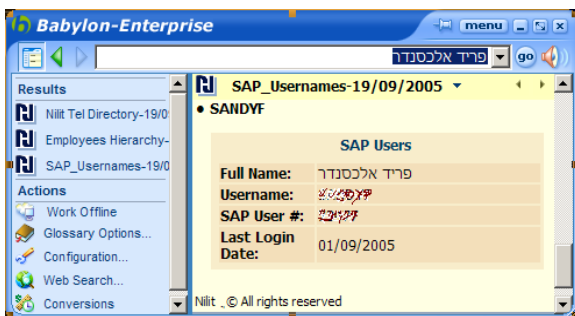 Babylon-Enterprise
menu
פריד אלכסנדר
go
Results
Nilit Tel Directory-19/0
Employees Hierarchy-
SAP_Usernames-19/0
Actions
Work Offline
Glossary Options...
Configuration...
Web Search...
Conversions
SAP_Usernames-19/09/2005
• SANDYF
SAP Users
Full Name: פריד אלכסנדר
Username:
SAP User #:
Last Login Date: 01/09/2005
Nilit , © All rights reserved